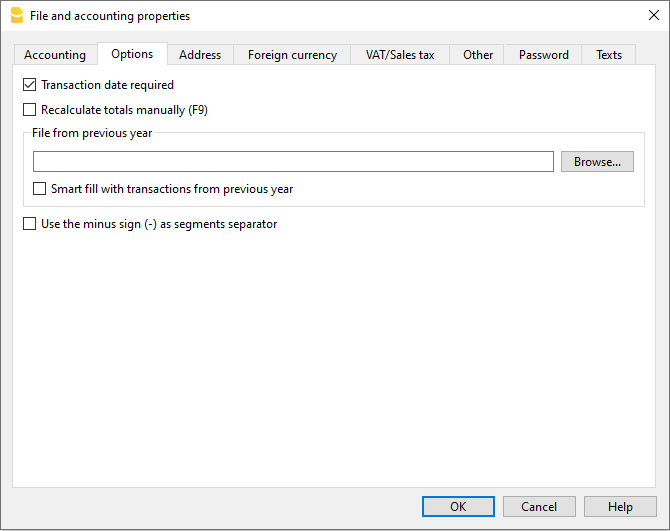 File and accounting properties
Accounting Options Address Foreign currency VAT/Sales tax Other Password Texts
Transaction date required
Recalculate totals manually (F9)
File from previous year
Browse...
Smart fill with transactions from previous year
Use the minus sign (-) as segments separator
OK Cancel Help